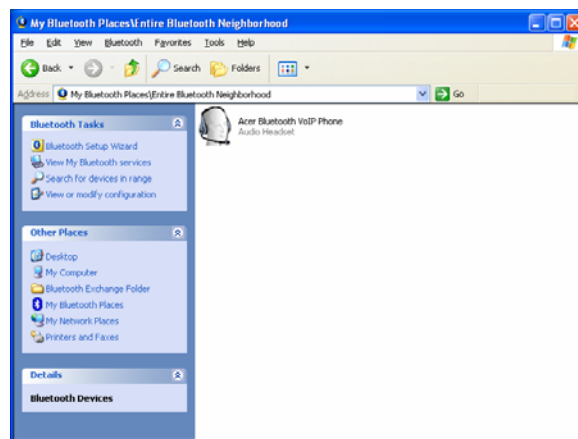 My Bluetooth Places\Entire Bluetooth Neighborhood
File Edit View Bluetooth Favorites Tools Help
Back Search Folders
Address My Bluetooth Places\Entire Bluetooth Neighborhood Go
Bluetooth Tasks
Bluetooth Setup Wizard
View My Bluetooth services
Search for devices in range
View or modify configuration
Other Places
Desktop
My Computer
Bluetooth Exchange Folder
My Bluetooth Places
My Network Places
Printers and Faxes
Details
Bluetooth Devices
Acer Bluetooth VoIP Phone
Audio Headset